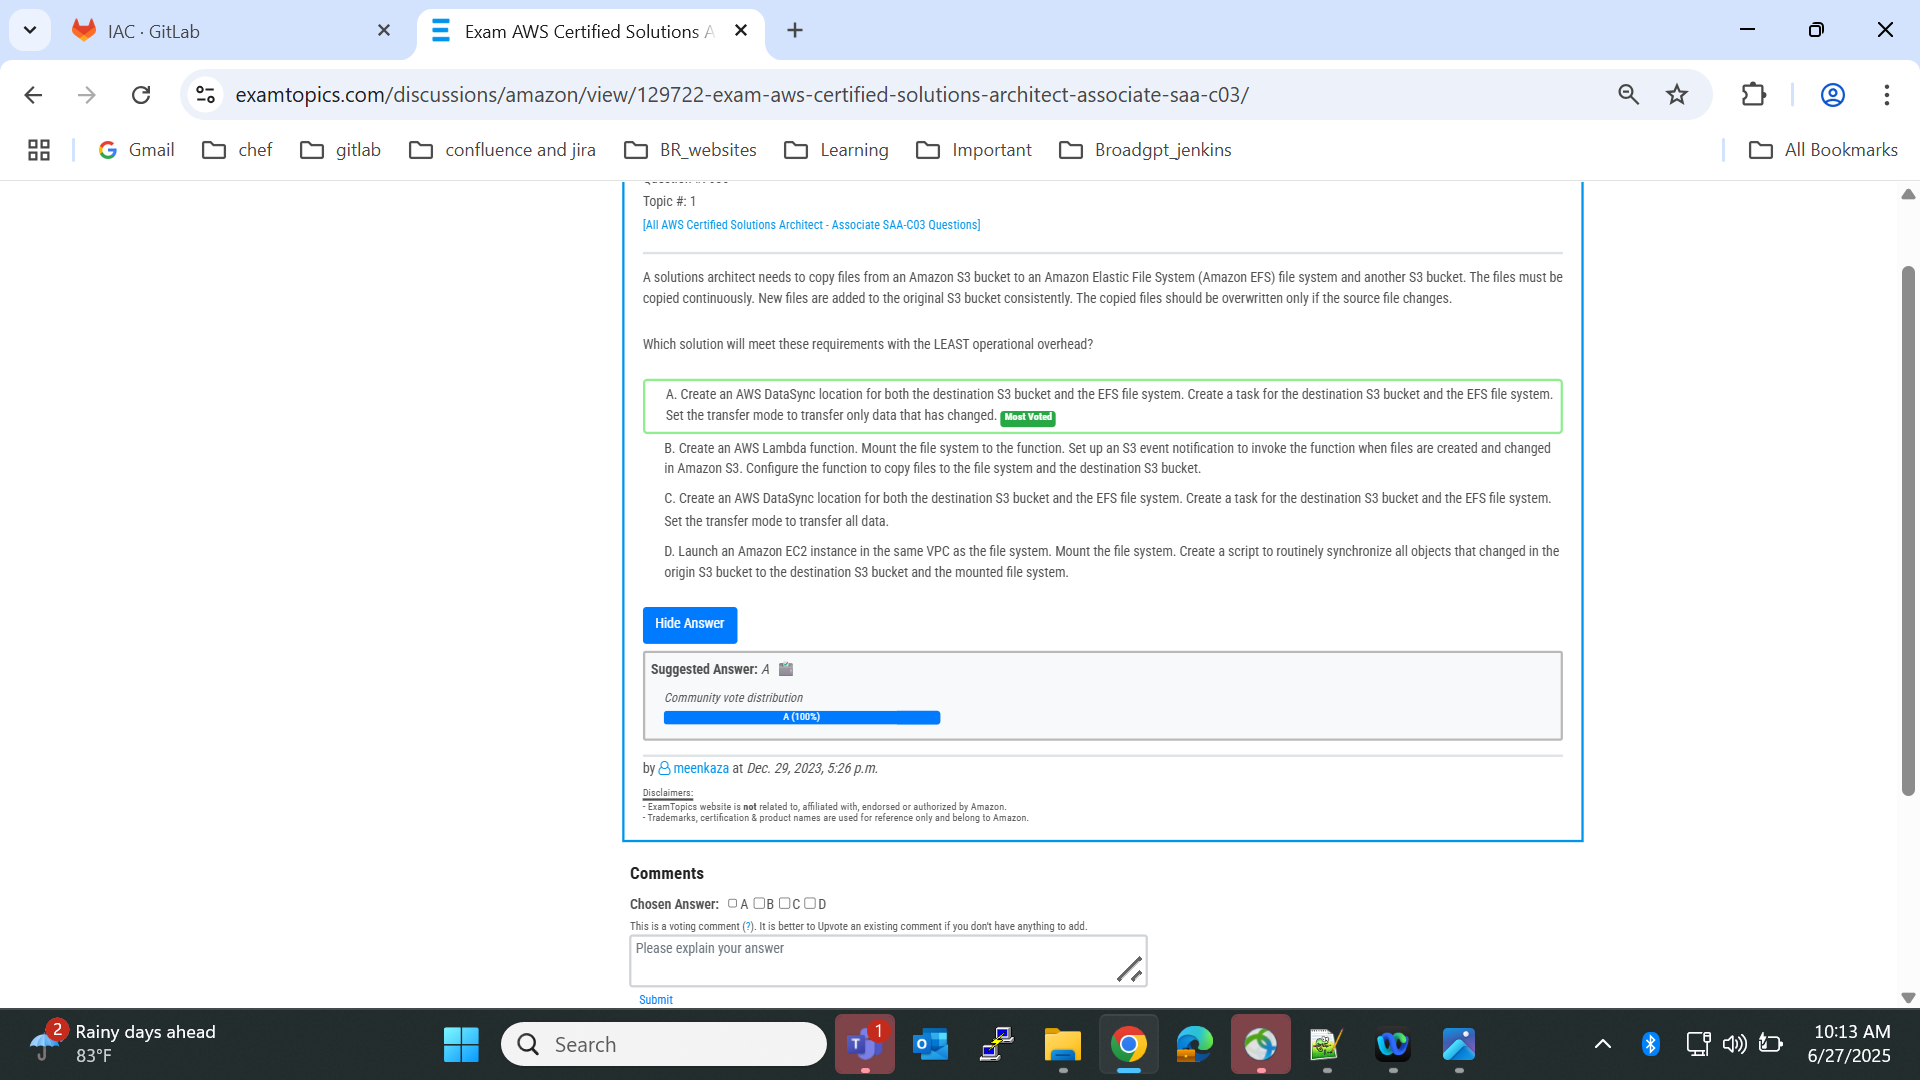 IAC · GitLab
Exam AWS Certified Solutions A
examtopics.com/discussions/amazon/view/129722-exam-aws-certified-solutions-architect-associate-saa-c03/
Gmail
chef
gitlab
confluence and jira
BR_websites
Learning
Important
Broadgpt_jenkins
All Bookmarks
Topic #: 1
[All AWS Certified Solutions Architect - Associate SAA-C03 Questions]
A solutions architect needs to copy files from an Amazon S3 bucket to an Amazon Elastic File System (Amazon EFS) file system and another S3 bucket. The files must be
copied continuously. New files are added to the original S3 bucket consistently. The copied files should be overwritten only if the source file changes.
Which solution will meet these requirements with the LEAST operational overhead?
A. Create an AWS DataSync location for both the destination S3 bucket and the EFS file system. Create a task for the destination S3 bucket and the EFS file system.
Set the transfer mode to transfer only data that has changed. Most Voted
B. Create an AWS Lambda function. Mount the file system to the function. Set up an S3 event notification to invoke the function when files are created and changed
in Amazon S3. Configure the function to copy files to the file system and the destination S3 bucket.
C. Create an AWS DataSync location for both the destination S3 bucket and the EFS file system. Create a task for the destination S3 bucket and the EFS file system.
Set the transfer mode to transfer all data.
D. Launch an Amazon EC2 instance in the same VPC as the file system. Mount the file system. Create a script to routinely synchronize all objects that changed in the
origin S3 bucket to the destination S3 bucket and the mounted file system.
Hide Answer
Suggested Answer: A
Community vote distribution
A (100%)
by meenkaza at Dec. 29, 2023, 5:26 p.m.
Disclaimers:
- ExamTopics website is not related to, affiliated with, endorsed or authorized by Amazon.
- Trademarks, certification & product names are used for reference only and belong to Amazon.
Comments
Chosen Answer: A B C D
This is a voting comment (?). It is better to Upvote an existing comment if you don't have anything to add.
Please explain your answer
Submit
2
Rainy days ahead
83°F
Search
1
10:13 AM
6/27/2025